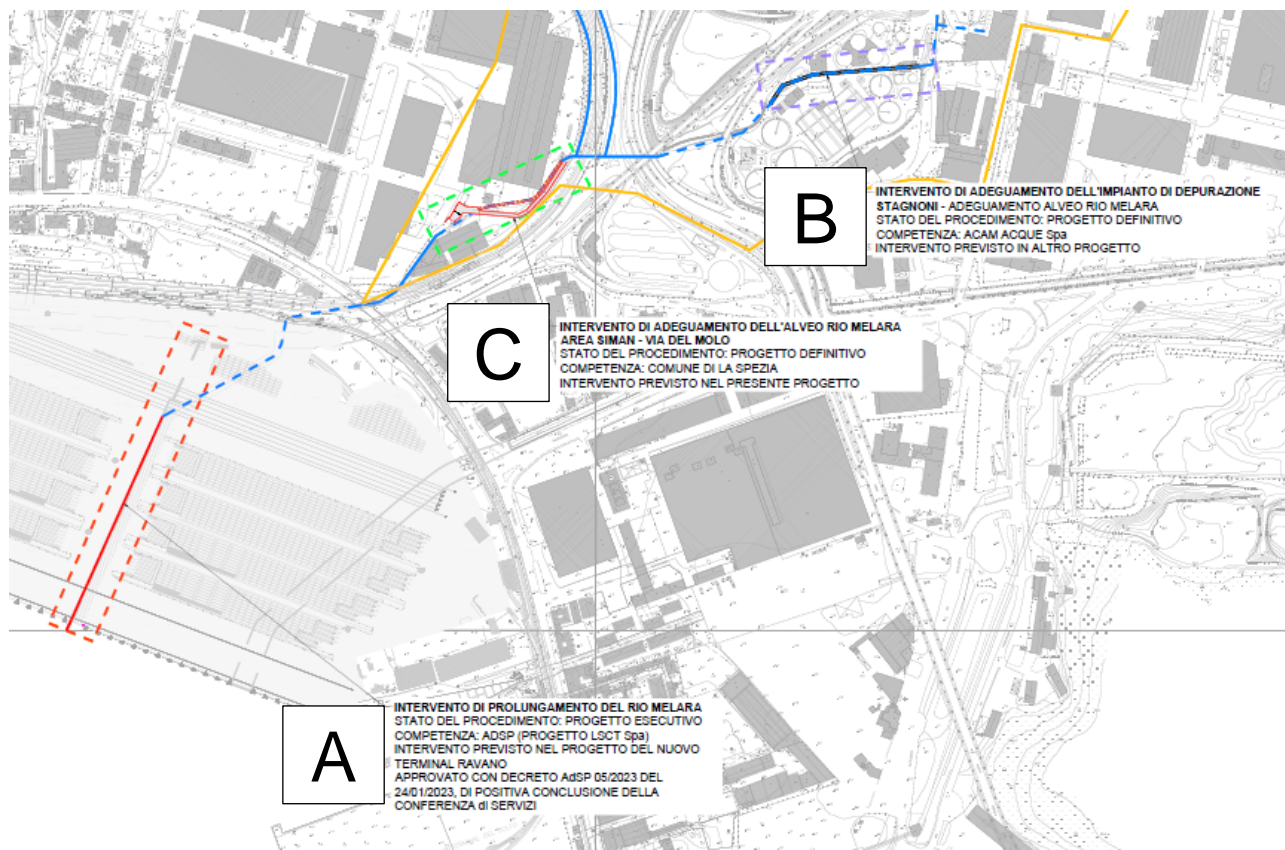 B
INTERVENTO DI ADEGUAMENTO DELL'IMPIANTO DI DEPURAZIONE
STAGNONI - ADEGUAMENTO ALVEO RIO MELARA
STATO DEL PROCEDIMENTO: PROGETTO DEFINITIVO
COMPETENZA: ACAM ACQUE Spa
INTERVENTO PREVISTO IN ALTRO PROGETTO
C
INTERVENTO DI ADEGUAMENTO DELL'ALVEO RIO MELARA
AREA SIMAN - VIA DEL MOLO
STATO DEL PROCEDIMENTO: PROGETTO DEFINITIVO
COMPETENZA: COMUNE DI LA SPEZIA
INTERVENTO PREVISTO NEL PRESENTE PROGETTO
A
INTERVENTO DI PROLUNGAMENTO DEL RIO MELARA
STATO DEL PROCEDIMENTO: PROGETTO ESECUTIVO
COMPETENZA: ADSP (PROGETTO LSCT Spa)
INTERVENTO PREVISTO NEL PROGETTO DEL NUOVO
TERMINAL RAVANO
APPROVATO CON DECRETO AdSP 05/2023 DEL
24/01/2023, DI POSITIVA CONCLUSIONE DELLA
CONFERENZA di SERVIZI